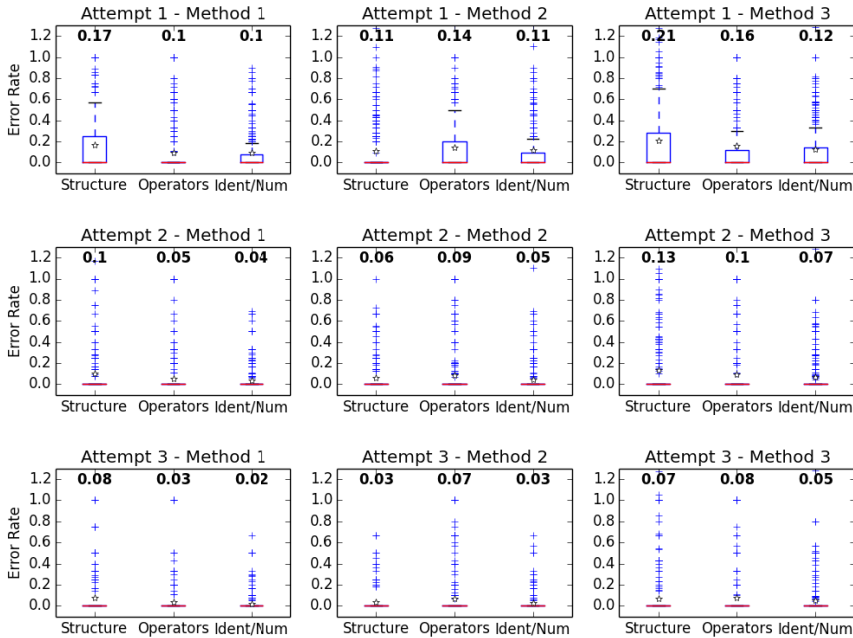 Attempt 1 - Method 1
Attempt 1 - Method 2
Attempt 1 - Method 3
Error Rate
1.2
1.0
0.8
0.6
0.4
0.2
0.0
0.17 0.1 0.1
Structure Operators Ident/Num
1.2
1.0
0.8
0.6
0.4
0.2
0.0
0.11 0.14 0.11
Structure Operators Ident/Num
1.2
1.0
0.8
0.6
0.4
0.2
0.0
0.21 0.16 0.12
Structure Operators Ident/Num
Attempt 2 - Method 1
Attempt 2 - Method 2
Attempt 2 - Method 3
Error Rate
1.2
1.0
0.8
0.6
0.4
0.2
0.0
0.1 0.05 0.04
Structure Operators Ident/Num
1.2
1.0
0.8
0.6
0.4
0.2
0.0
0.06 0.09 0.05
Structure Operators Ident/Num
1.2
1.0
0.8
0.6
0.4
0.2
0.0
0.13 0.1 0.07
Structure Operators Ident/Num
Attempt 3 - Method 1
Attempt 3 - Method 2
Attempt 3 - Method 3
Error Rate
1.2
1.0
0.8
0.6
0.4
0.2
0.0
0.08 0.03 0.02
Structure Operators Ident/Num
1.2
1.0
0.8
0.6
0.4
0.2
0.0
0.03 0.07 0.03
Structure Operators Ident/Num
1.2
1.0
0.8
0.6
0.4
0.2
0.0
0.07 0.08 0.05
Structure Operators Ident/Num